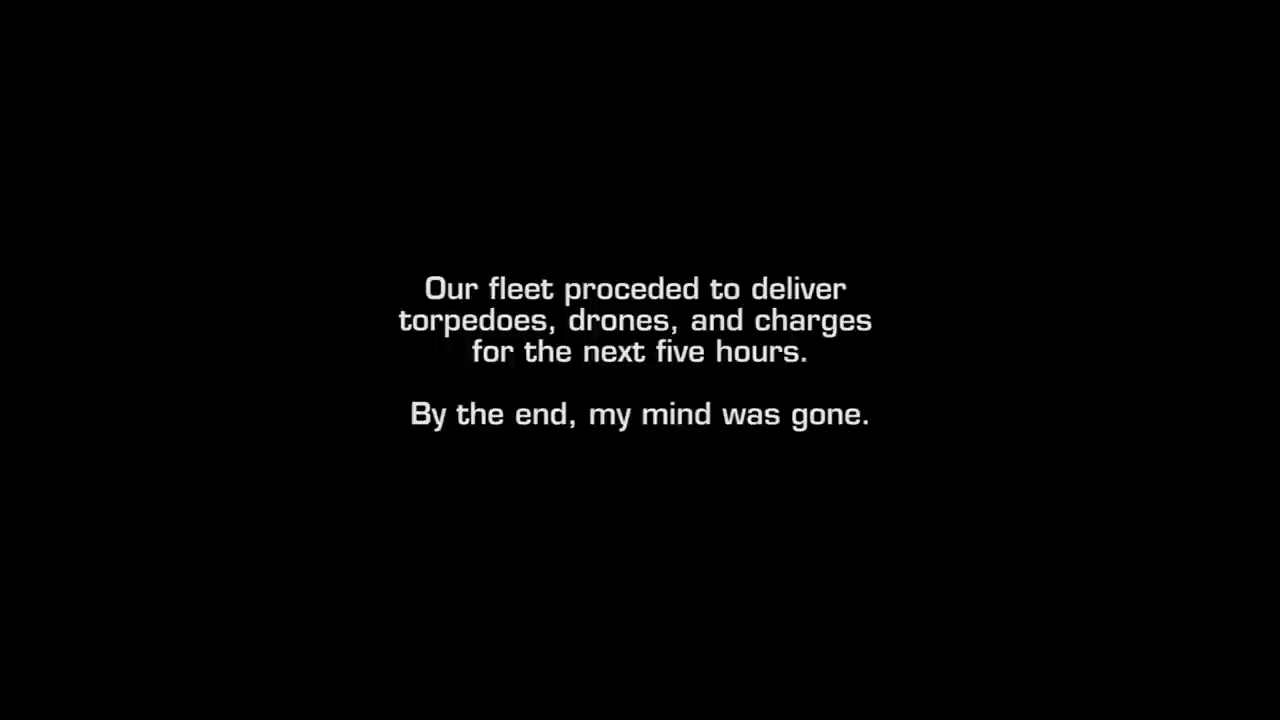 Our fleet proceded to deliver
torpedoes, drones, and charges
for the next five hours.
By the end, my mind was gone.